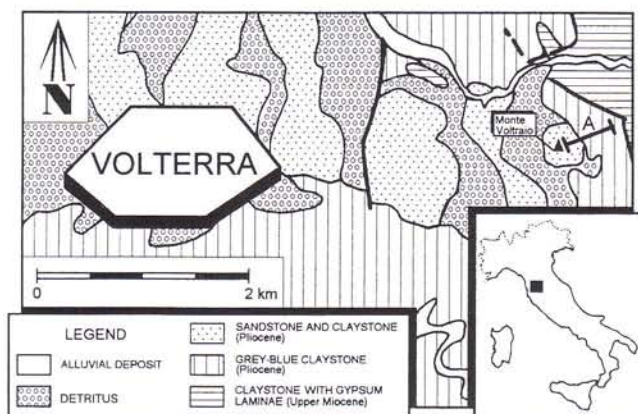 N
VOLTERRA
Monte
Voltraio
A
0 2 km
LEGEND
ALLUVIAL DEPOSIT
DETRITUS
SANDSTONE AND CLAYSTONE
(Pliocene)
GREY-BLUE CLAYSTONE
(Pliocene)
CLAYSTONE WITH GYPSUM
LAMINAE (Upper Miocene)